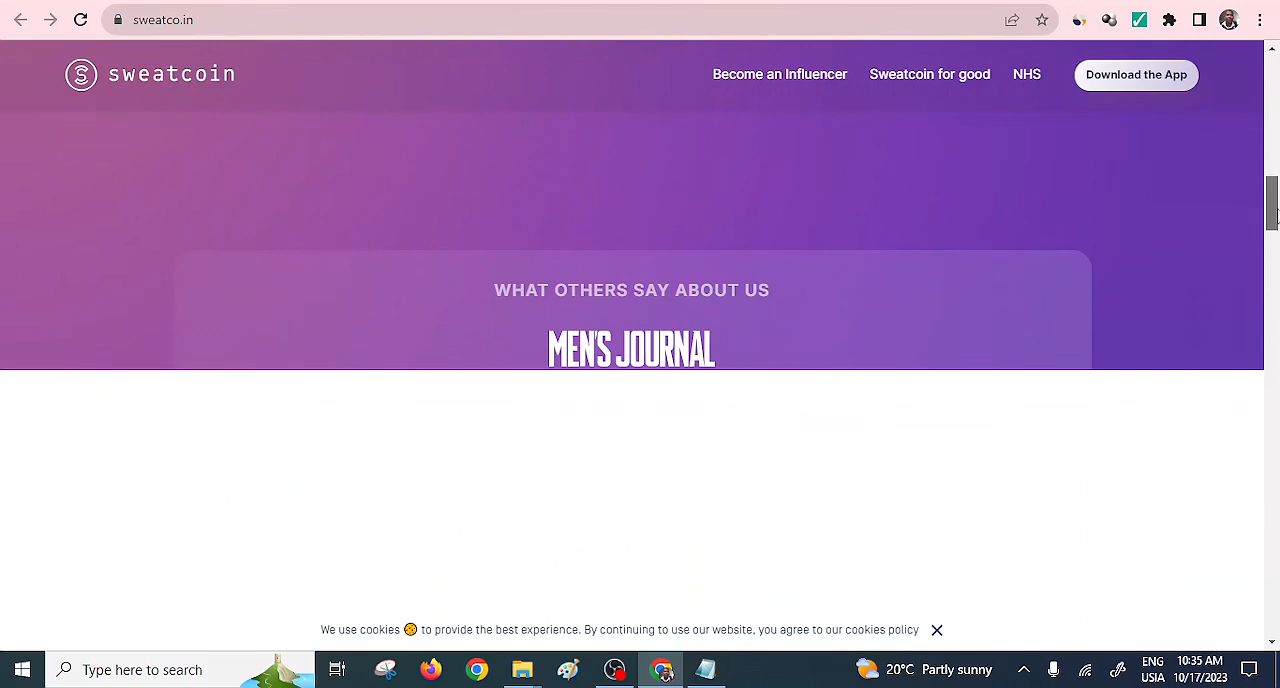 sweatco.in
sweatcoin
Become an Influencer
Sweatcoin for good
NHS
Download the App
WHAT OTHERS SAY ABOUT US
MEN'S JOURNAL
We use cookies 🍪 to provide the best experience. By continuing to use our website, you agree to our cookies policy
Type here to search
20°C Partly sunny
ENG
USA
10:35 AM
10/17/2023